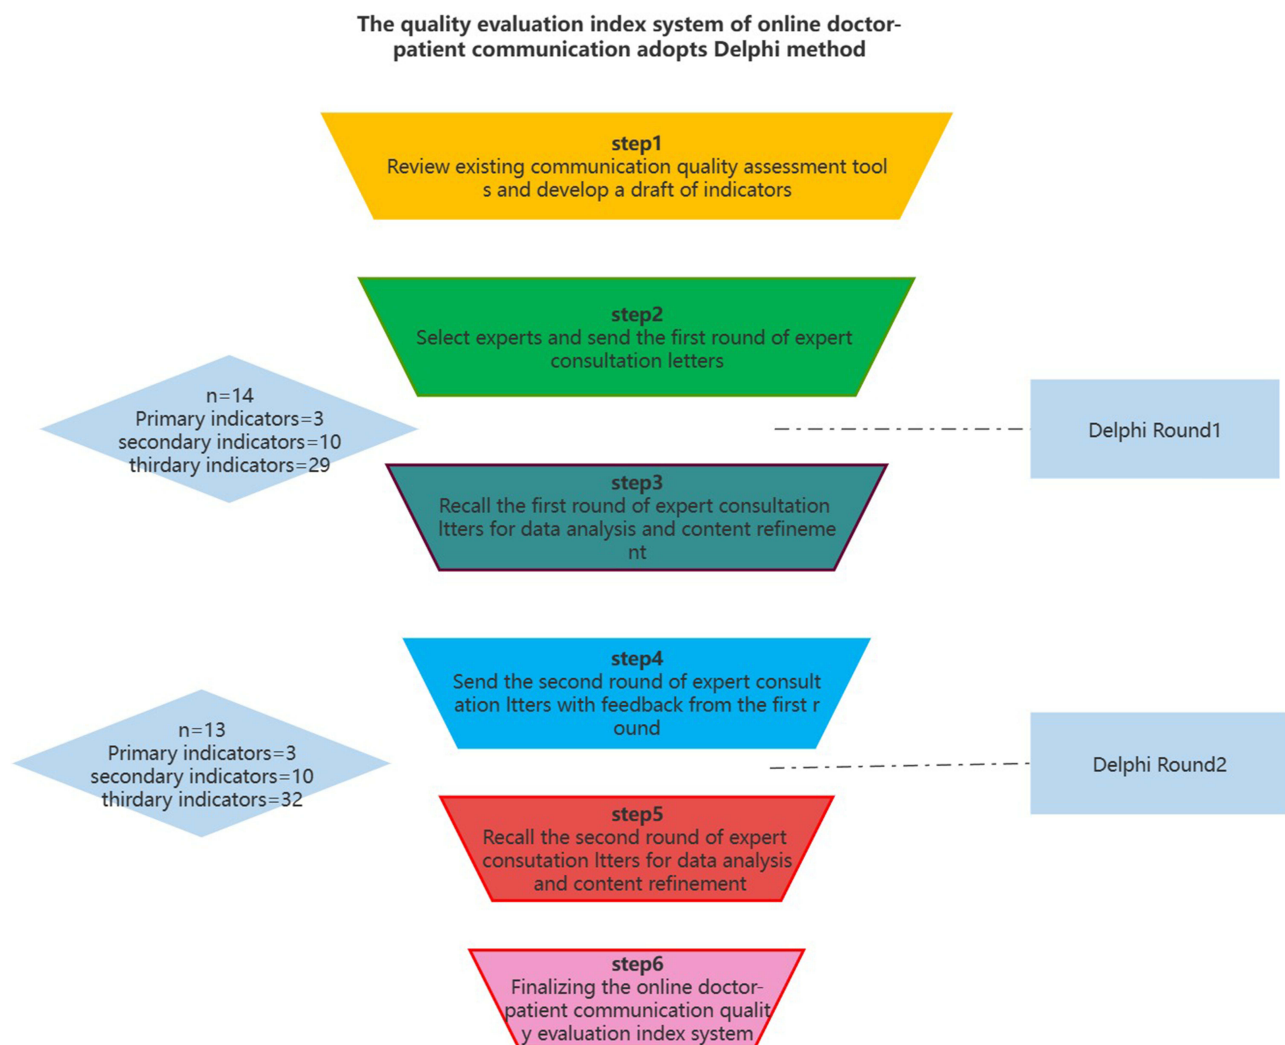 The quality evaluation index system of online doctor-
patient communication adopts Delphi method
step1
Review existing communication quality assessment tool
s and develop a draft of indicators
step2
Select experts and send the first round of expert
consultation letters
n=14
Primary indicators=3
secondary indicators=10
thirdary indicators=29
Delphi Round1
step3
Recall the first round of expert consultation
ltters for data analysis and content refineme
nt
step4
Send the second round of expert consult
ation ltters with feedback from the first r
ound
n=13
Primary indicators=3
secondary indicators=10
thirdary indicators=32
Delphi Round2
step5
Recall the second round of expert
consutation ltters for data analysis
and content refinement
step6
Finalizing the online doctor-
patient communication qualit
y evaluation index system